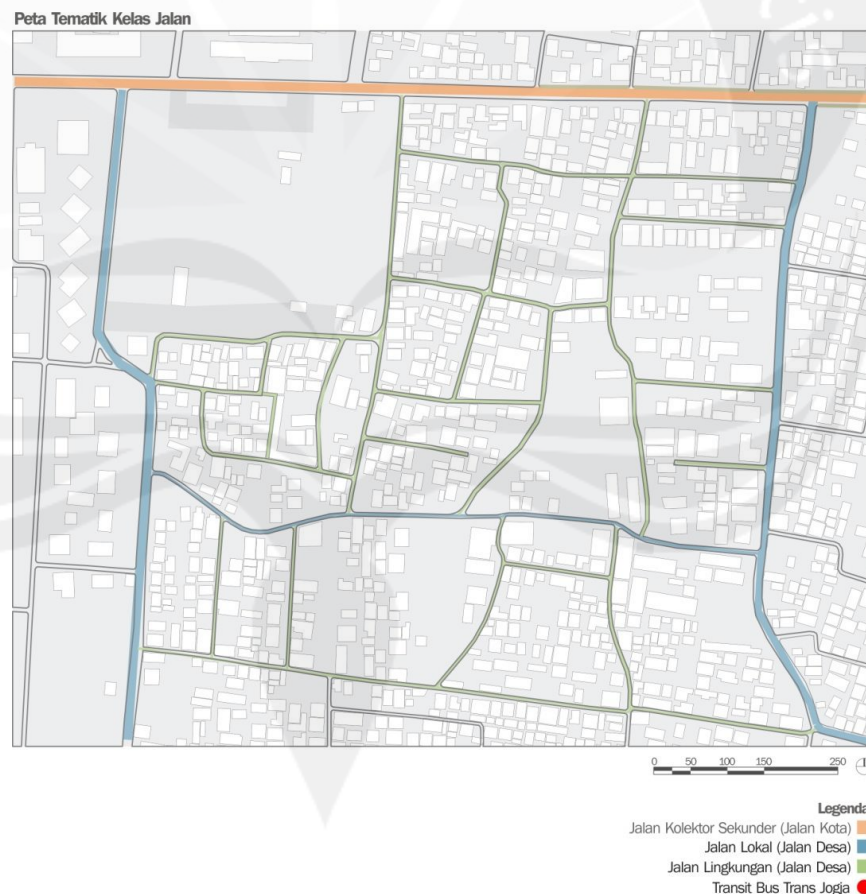 Peta Tematik Kelas Jalan
0 50 100 150 250
Legenda
Jalan Kolektor Sekunder (Jalan Kota)
Jalan Lokal (Jalan Desa)
Jalan Lingkungan (Jalan Desa)
Transit Bus Trans Jogja